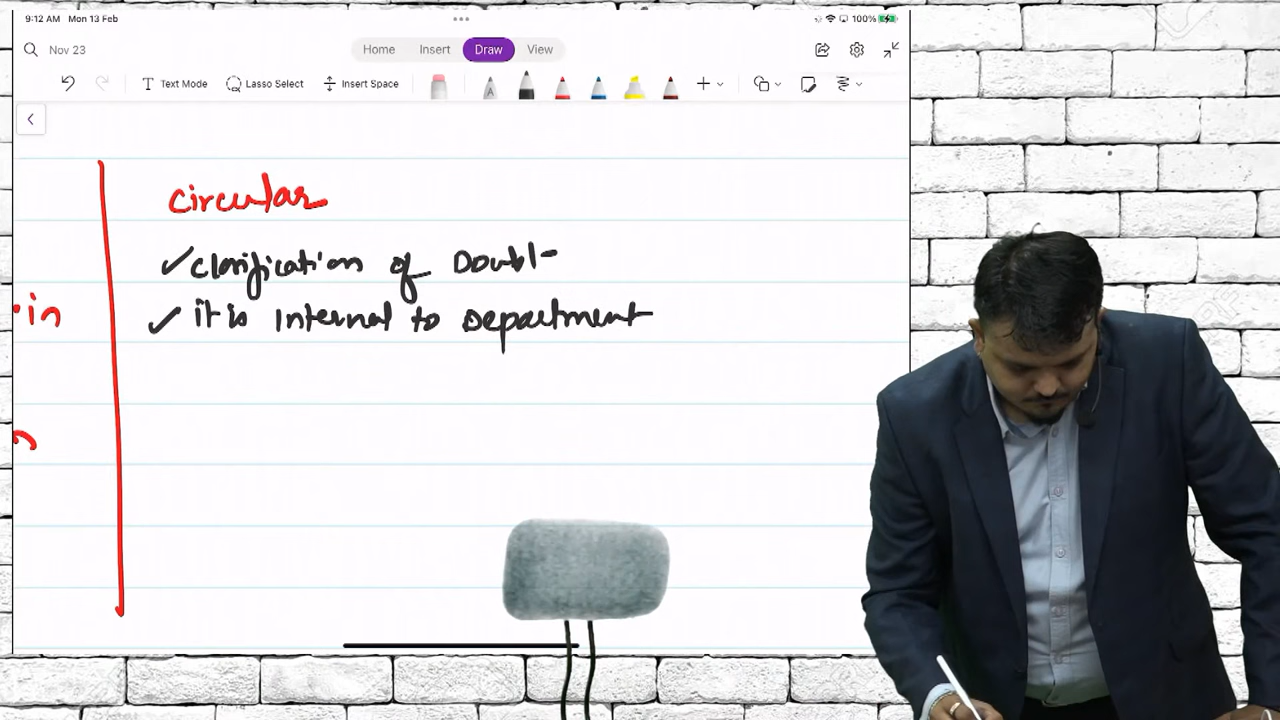 9:12 AM Mon 13 Feb
100%
Nov 23
Home Insert Draw View
Text Mode Lasso Select Insert Space
circular
✓ clarification of Doubt
in
✓ it is internal to Department